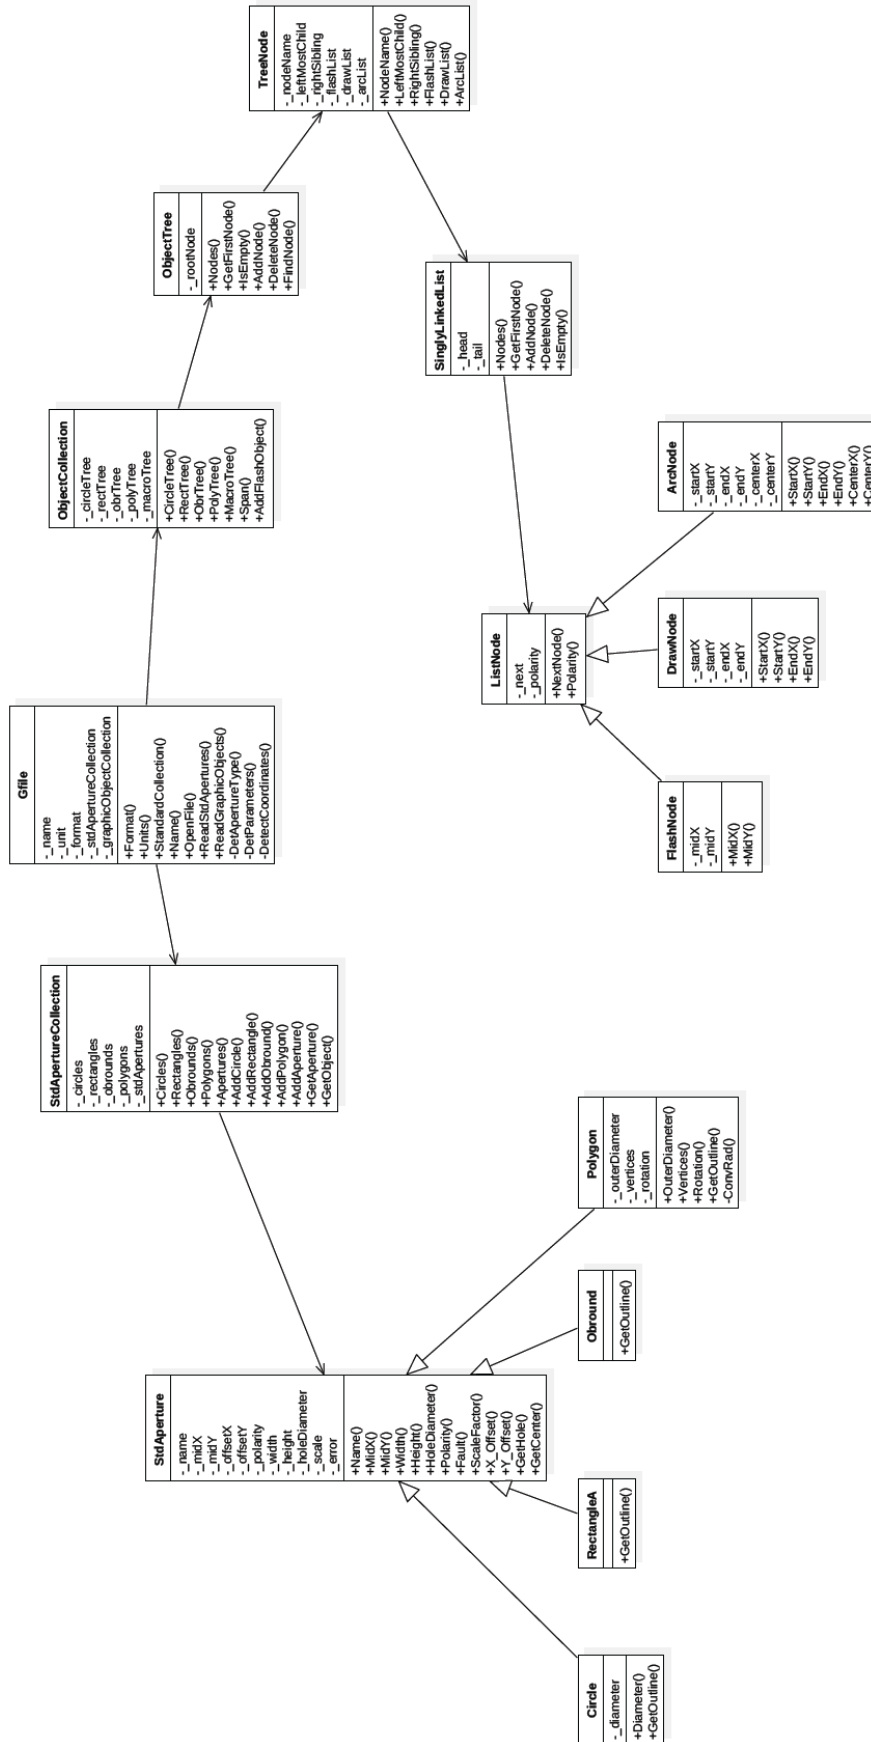 Gfile
-_name
-_unit
-_format
-_stdApertureCollection
-_graphicObjectCollection
+Format()
+Units()
+StandardCollection()
+Name()
+OpenFile()
+ReadStdApertures()
+ReadGraphicObjects()
-DetApertureType()
-DetParameters()
-DetectCoordinates()
StdApertureCollection
-_circles
-_rectangles
-_obrounds
-_polygons
-_stdApertures
+Circles()
+Rectangles()
+Obrounds()
+Polygons()
+Apertures()
+AddCircle()
+AddRectangle()
+AddObround()
+AddPolygon()
+AddAperture()
+GetAperture()
+GetObject()
ObjectCollection
-_circleTree
-_rectTree
-_obrTree
-_polyTree
-_macroTree
+CircleTree()
+RectTree()
+ObrTree()
+PolyTree()
+MacroTree()
+Span()
+AddFlashObject()
ObjectTree
-_rootNode
+Nodes()
+GetFirstNode()
+IsEmpty()
+AddNode()
+DeleteNode()
+FindNode()
TreeNode
-_nodeName
-_leftMostChild
-_rightSibling
-_flashList
-_drawList
-_arcList
+NodeName()
+LeftMostChild()
+RightSibling()
+FlashList()
+DrawList()
+ArcList()
StdAperture
-_name
-_midX
-_midY
-_offsetX
-_offsetY
-_polarity
-_width
-_height
-_holeDiameter
-_scale
-_error
+Name()
+MidX()
+MidY()
+Width()
+Height()
+HoleDiameter()
+Polarity()
+Fault()
+ScaleFactor()
+X_Offset()
+Y_Offset()
+GetHole()
+GetCenter()
SinglyLinkedList
-_head
-_tail
+Nodes()
+GetFirstNode()
+AddNode()
+DeleteNode()
+IsEmpty()
ListNode
-_next
-_polarity
+NextNode()
+Polarity()
Circle
-_diameter
+Diameter()
+GetOutline()
RectangleA
+GetOutline()
Obround
+GetOutline()
Polygon
-_outerDiameter
-_vertices
-_rotation
+OuterDiameter()
+Vertices()
+Rotation()
+GetOutline()
-ConvRad()
FlashNode
-_midX
-_midY
+MidX()
+MidY()
DrawNode
-_startX
-_startY
-_endX
-_endY
+StartX()
+StartY()
+EndX()
+EndY()
ArcNode
-_startX
-_startY
-_endX
-_endY
-_centerX
-_centerY
+StartX()
+StartY()
+EndX()
+EndY()
+CenterX()
+CenterY()